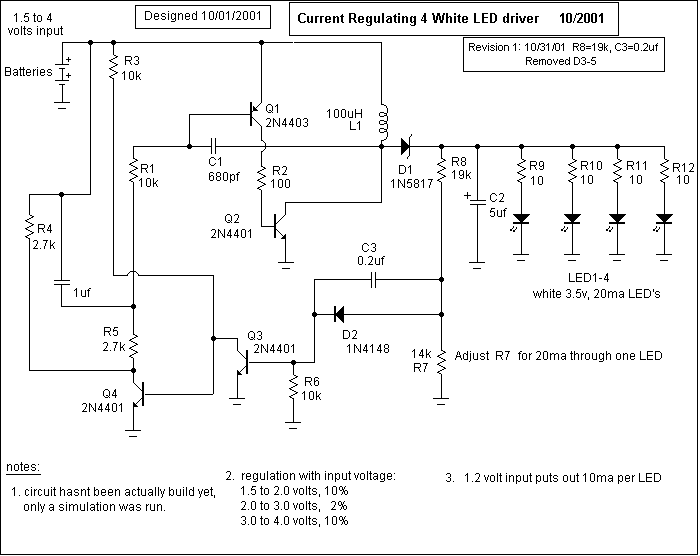 Designed 10/01/2001
Current Regulating 4 White LED driver 10/2001
Revision 1: 10/31/01 R8=19k, C3=0.2uf
Removed D3-5
1.5 to 4
volts input
Batteries
+
+
R3
10k
Q1
2N4403
100uH
L1
R1
10k
C1
680pf
R2
100
D1
1N5817
R8
19k
+
C2
5uf
R9
10
R10
10
R11
10
R12
10
Q2
2N4401
R4
2.7k
1uf
C3
0.2uf
LED1-4
white 3.5v, 20ma LED's
R5
2.7k
Q3
2N4401
D2
1N4148
14k
R7
Adjust R7 for 20ma through one LED
Q4
2N4401
R6
10k
notes:
1. circuit hasnt been actually build yet,
only a simulation was run.
2. regulation with input voltage:
1.5 to 2.0 volts, 10%
2.0 to 3.0 volts, 2%
3.0 to 4.0 volts, 10%
3. 1.2 volt input puts out 10ma per LED